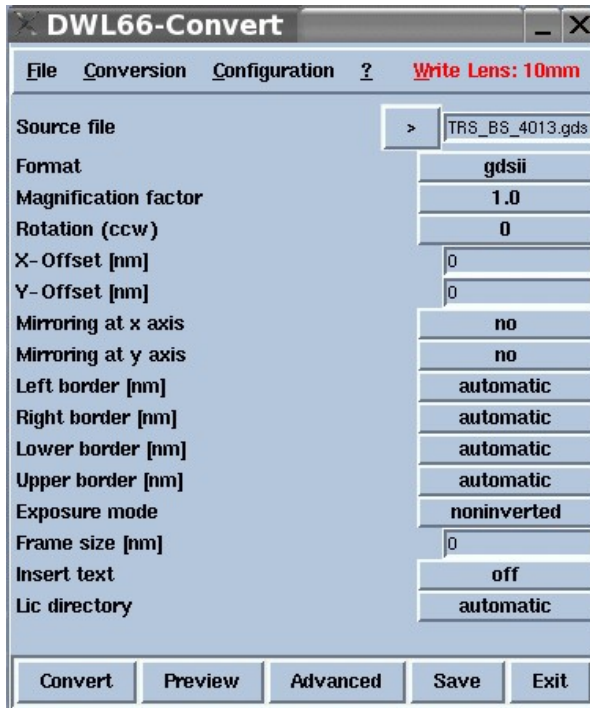 DWL66-Convert
File Conversion Configuration ? Write Lens: 10mm
Source file > TRS_BS_4013.gds
Format gdsii
Magnification factor 1.0
Rotation (ccw) 0
X-Offset [nm] 0
Y-Offset [nm] 0
Mirroring at x axis no
Mirroring at y axis no
Left border [nm] automatic
Right border [nm] automatic
Lower border [nm] automatic
Upper border [nm] automatic
Exposure mode noninverted
Frame size [nm] 0
Insert text off
Lic directory automatic
Convert Preview Advanced Save Exit